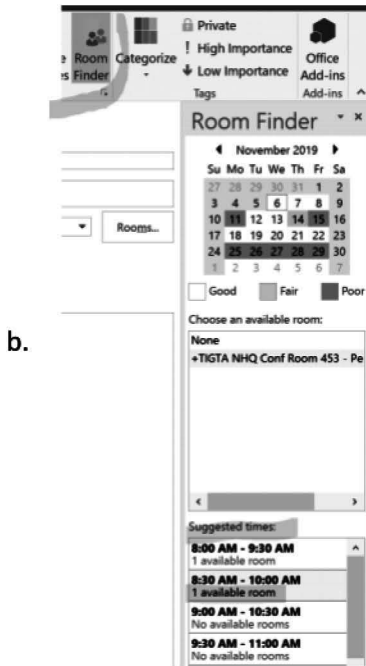 Private
Room Categorize
! High Importance
Office
es Finder
Low Importance
Add-ins
Tags
Add-ins
Room Finder
November 2019
Su Mo Tu We Th Fr Sa
27 28 29 30 31 1 2
3 4 5 6 7 8 9
10 11 12 13 14 15 16
17 18 19 20 21 22 23
24 25 26 27 28 29 30
1 2 3 4 5 6 7
Good Fair Poor
Rooms...
Choose an available room:
None
+TIGTA NHQ Conf Room 453 - Pe
b.
Suggested times:
8:00 AM - 9:30 AM
1 available room
8:30 AM - 10:00 AM
1 available room
9:00 AM - 10:30 AM
No available rooms
9:30 AM - 11:00 AM
No available rooms